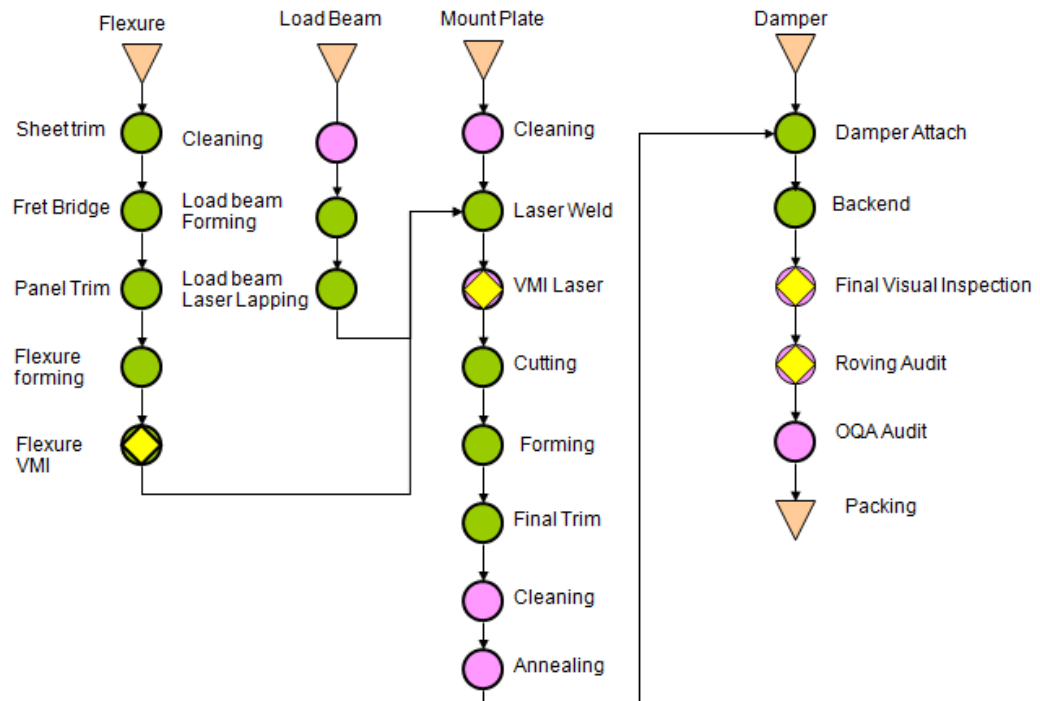 Flexure
Sheet trim
Fret Bridge
Panel Trim
Flexure
forming
Flexure
VMI
Load Beam
Cleaning
Load beam
Forming
Load beam
Laser Lapping
Mount Plate
Cleaning
Laser Weld
VMI Laser
Cutting
Forming
Final Trim
Cleaning
Annealing
Damper
Damper Attach
Backend
Final Visual Inspection
Roving Audit
OQA Audit
Packing